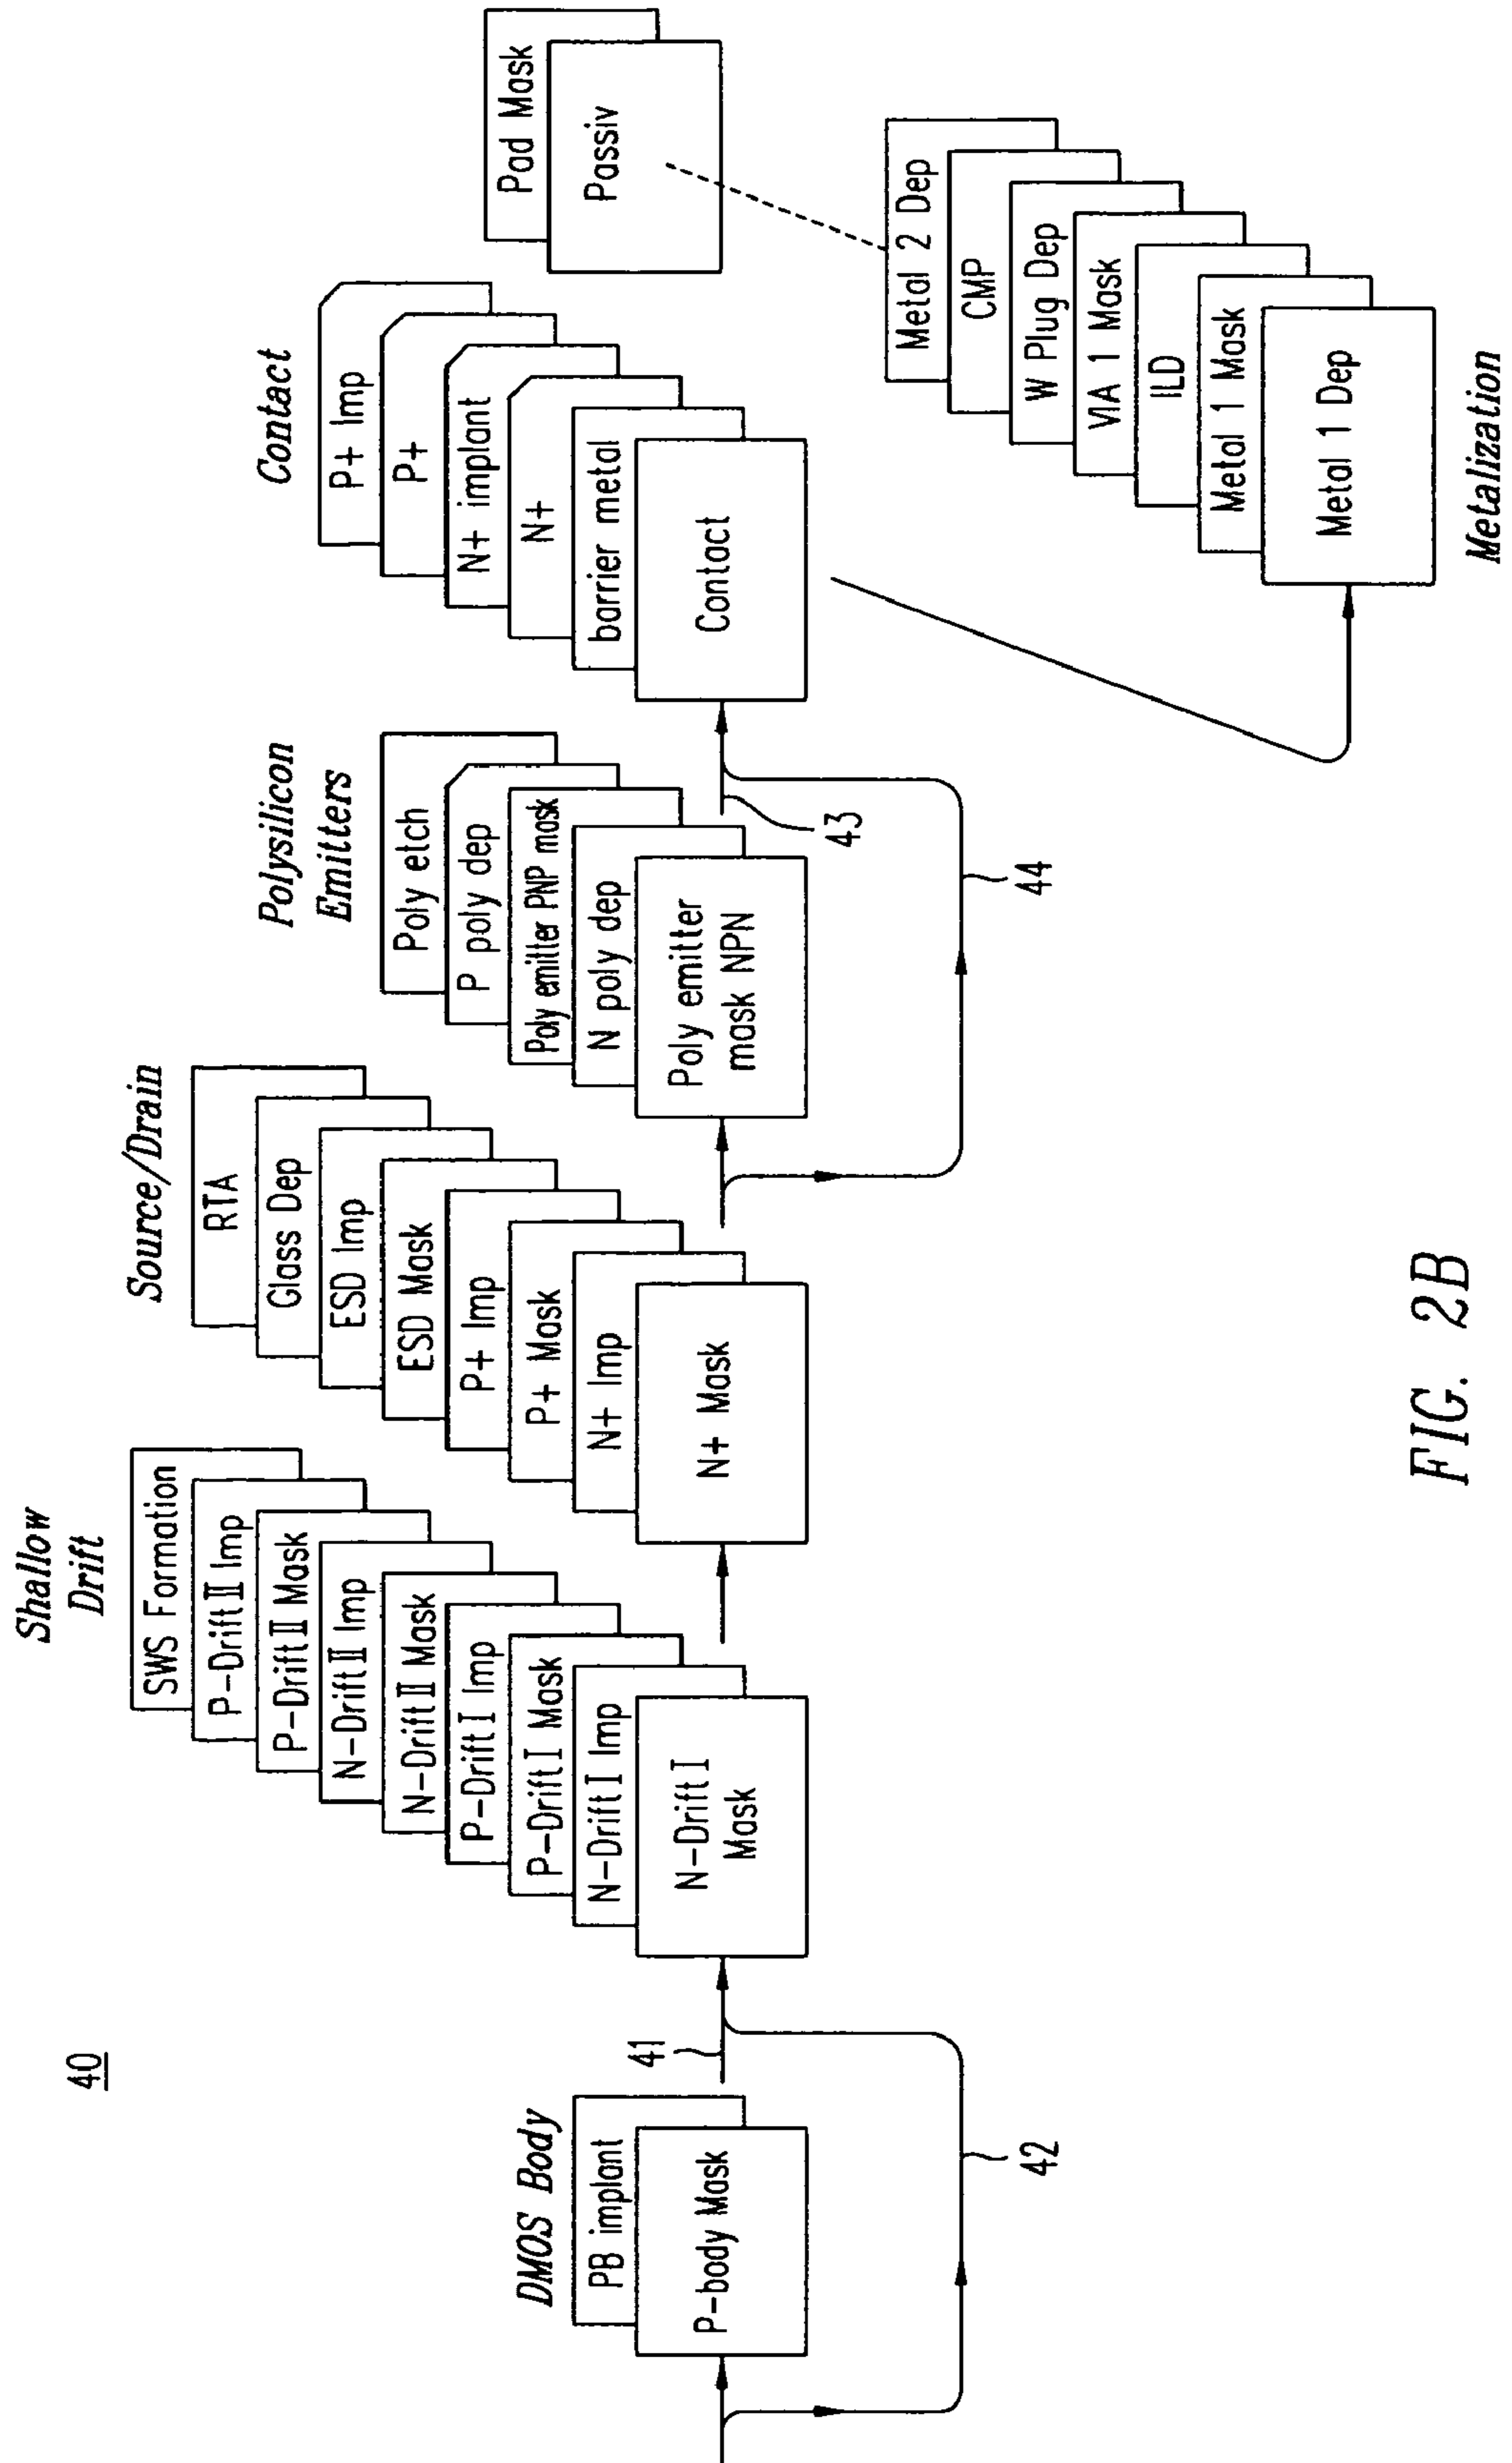 40
DMOS Body
PB implant
P-body Mask
41
42
Shallow
Drift
SWS Formation
P-Drift II Imp
P-Drift II Mask
N-Drift II Imp
N-Drift II Mask
P-Drift I Imp
P-Drift I Mask
N-Drift I Imp
N-Drift I
Mask
Source/Drain
RTA
Glass Dep
ESD Imp
ESD Mask
P+ Imp
P+ Mask
N+ Imp
N+ Mask
Polysilicon
Emitters
Poly etch
P poly dep
Poly emitter PNP mask
N poly dep
Poly emitter
mask NPN
43
44
Contact
P+ Imp
P+
N+ implant
N+
barrier metal
Contact
Pad Mask
Passiv
Metal 2 Dep
CMP
W Plug Dep
VIA 1 Mask
ILD
Metal 1 Mask
Metal 1 Dep
Metalization
FIG. 2B